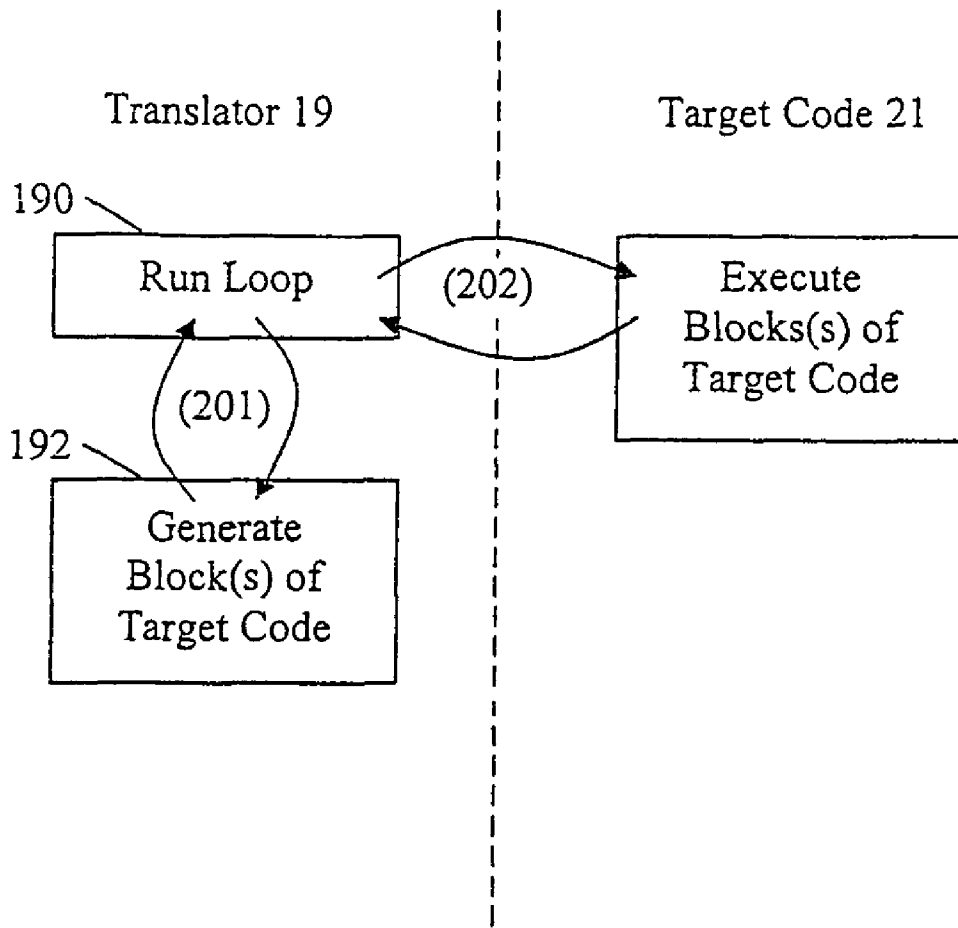 Translator 19
Target Code 21
190
Run Loop
(202)
Execute
Blocks(s) of
Target Code
(201)
192
Generate
Block(s) of
Target Code